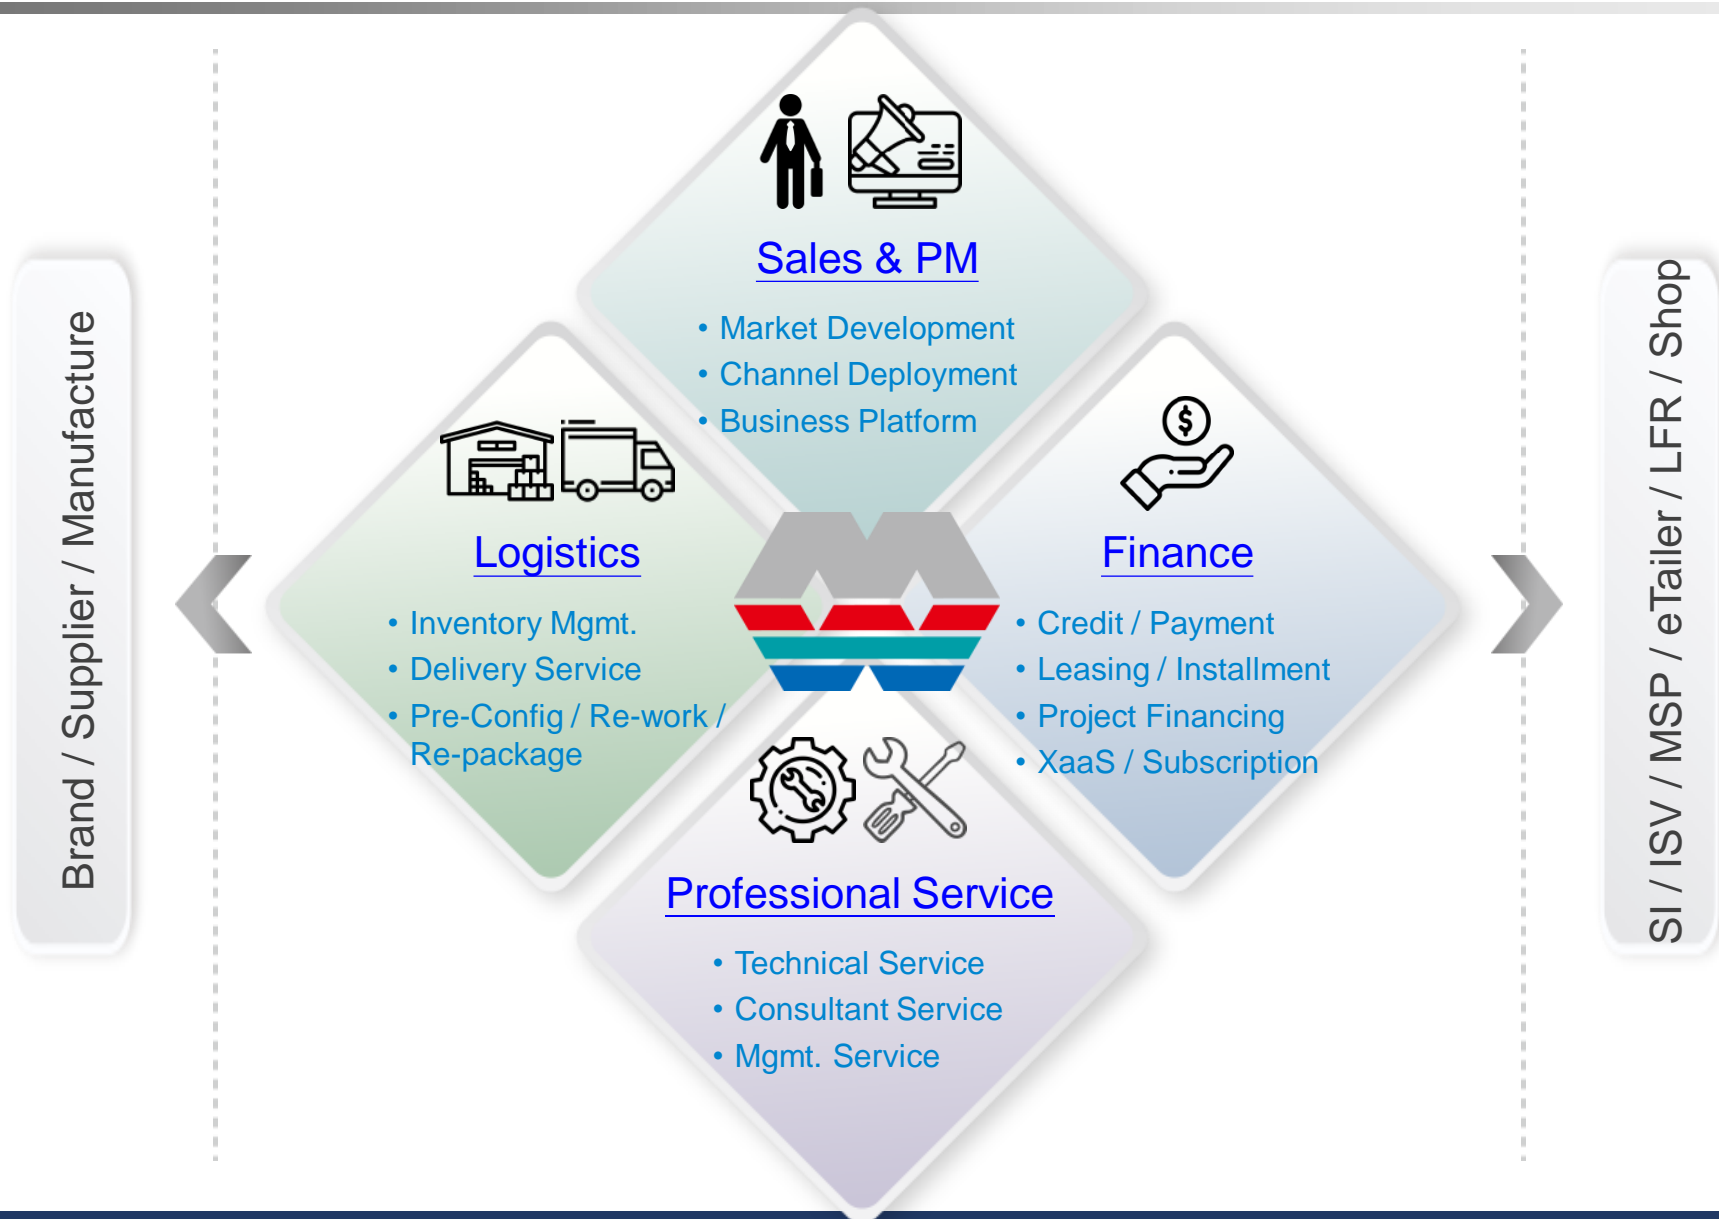 Brand / Supplier / Manufacture
Sales & PM
• Market Development
• Channel Deployment
• Business Platform
Logistics
• Inventory Mgmt.
• Delivery Service
• Pre-Config / Re-work /
Re-package
Finance
• Credit / Payment
• Leasing / Installment
• Project Financing
• XaaS / Subscription
Professional Service
• Technical Service
• Consultant Service
• Mgmt. Service
SI / ISV / MSP / eTailer / LFR / Shop